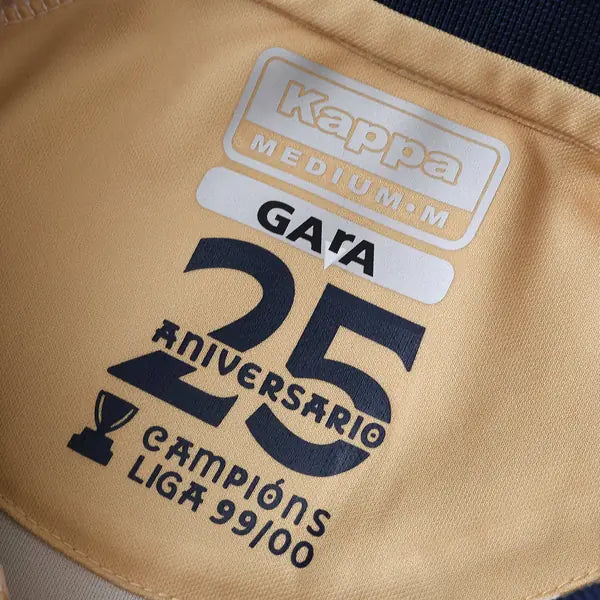 Kappa
MEDIUM•M
GArA
25
ANIVERSARIO
CAMPIÓNS
LIGA 99/00